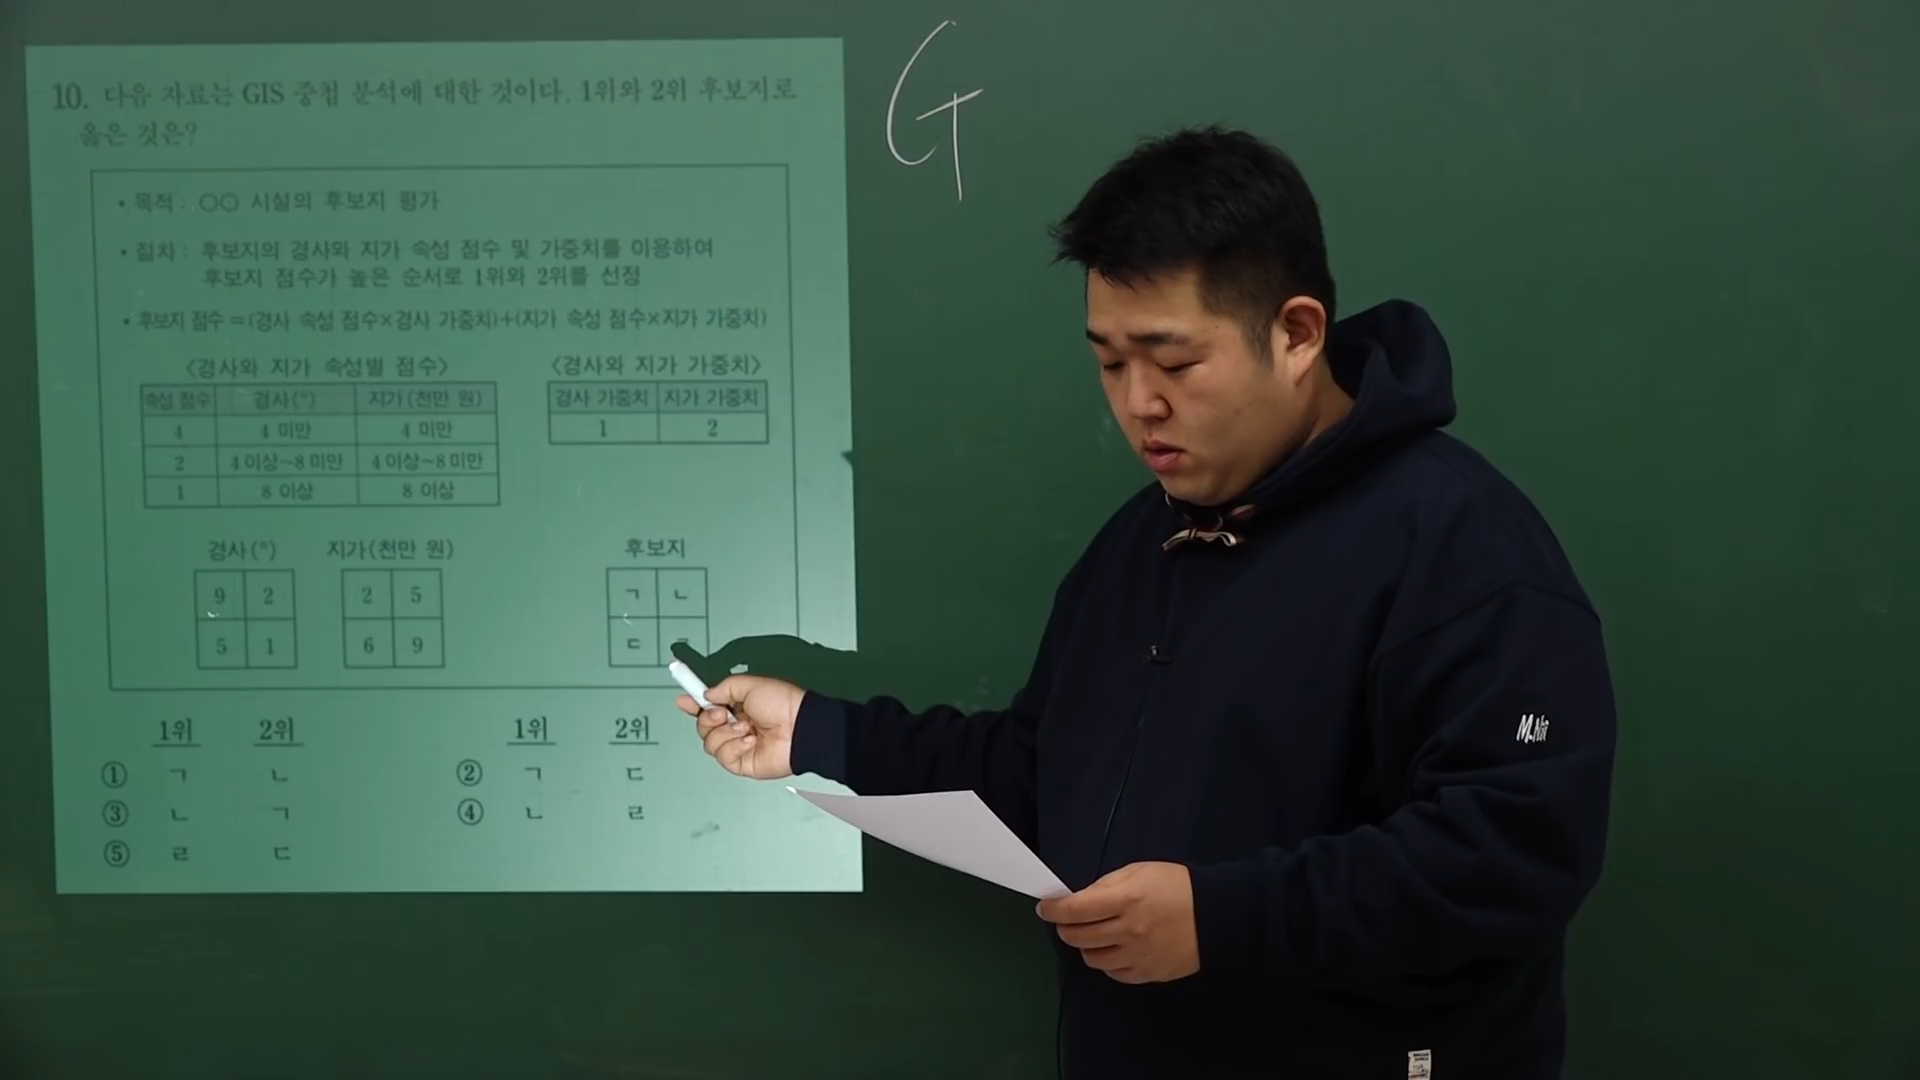 10. 다음 자료는 GIS 중첩 분석에 대한 것이다. 1위와 2위 후보지로
옳은 것은?
• 목적 : ○○ 시설의 후보지 평가
• 절차 : 후보지의 경사와 지가 속성 점수 및 가중치를 이용하여
후보지 점수가 높은 순서로 1위와 2위를 선정
• 후보지 점수 =(경사 속성 점수×경사 가중치)+(지가 속성 점수×지가 가중치)
〈경사와 지가 속성별 점수〉 〈경사와 지가 가중치〉
속성 점수 경사(°) 지가(천만 원) 경사 가중치 지가 가중치
4 4 미만 4 미만 1 2
2 4 이상~8 미만 4 이상~8 미만
1 8 이상 8 이상
경사(°) 지가(천만 원) 후보지
9 2 2 5 ㄱ ㄴ
5 1 6 9 ㄷ
1위 2위 1위 2위
① ㄱ ㄴ ② ㄱ ㄷ
③ ㄴ ㄱ ④ ㄴ ㄹ
⑤ ㄹ ㄷ
G